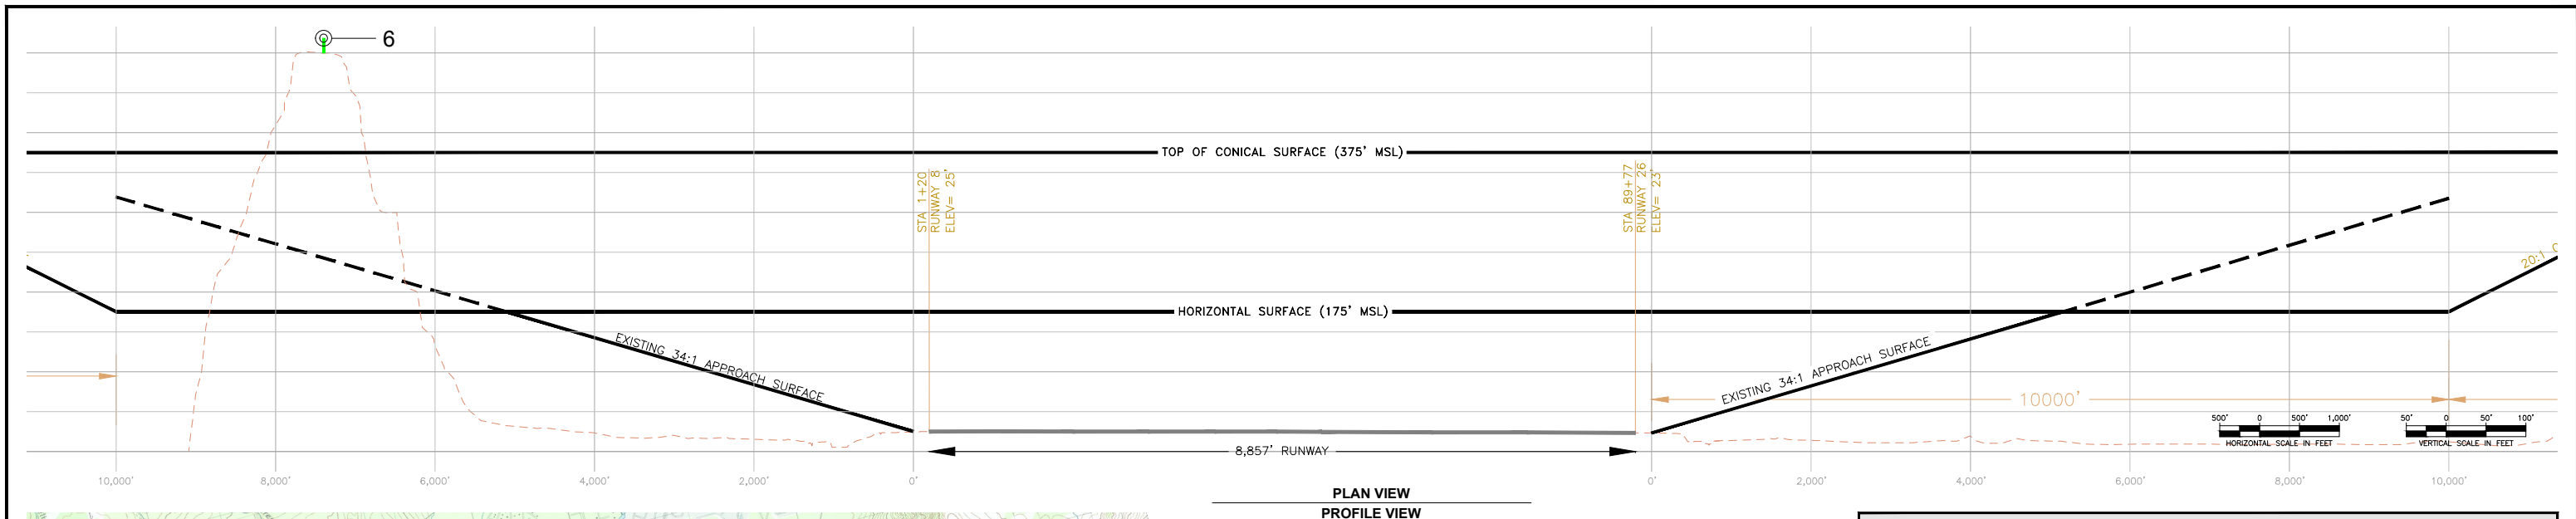 6
TOP OF CONICAL SURFACE (375' MSL)
STA 1+20
RUNWAY 8
ELEV= 25'
STA 89+77
RUNWAY 26
ELEV= 23'
HORIZONTAL SURFACE (175' MSL)
20:1
EXISTING 34:1 APPROACH SURFACE
EXISTING 34:1 APPROACH SURFACE
10000'
500' 0 500' 1,000'
HORIZONTAL SCALE IN FEET
50' 0 50' 100'
VERTICAL SCALE IN FEET
8,857' RUNWAY
10,000' 8,000' 6,000' 4,000' 2,000' 0' 0' 2,000' 4,000' 6,000' 8,000' 10,000'
PLAN VIEW
PROFILE VIEW